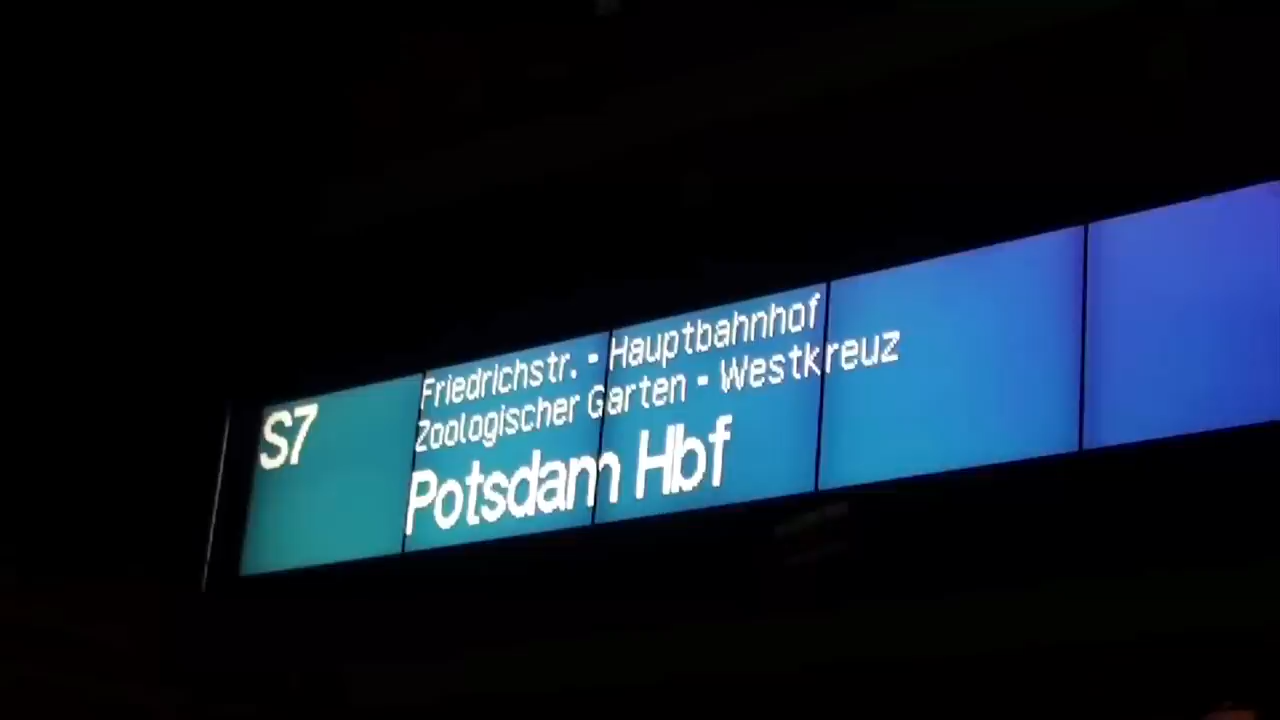 S7
Friedrichstr. - Hauptbahnhof
Zoologischer Garten - Westkreuz
Potsdam Hbf